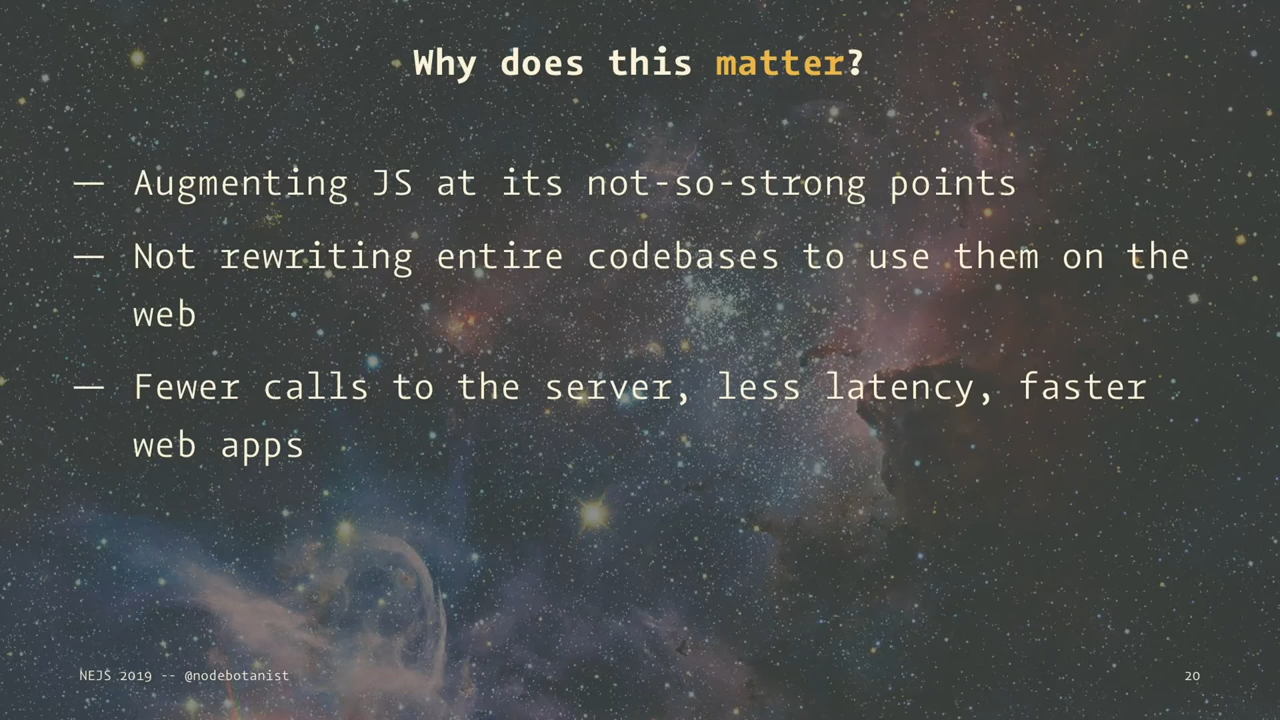 Why does this matter?
— Augmenting JS at its not-so-strong points
— Not rewriting entire codebases to use them on the
web
— Fewer calls to the server, less latency, faster
web apps
NEJS 2019 -- @nodebotanist
20